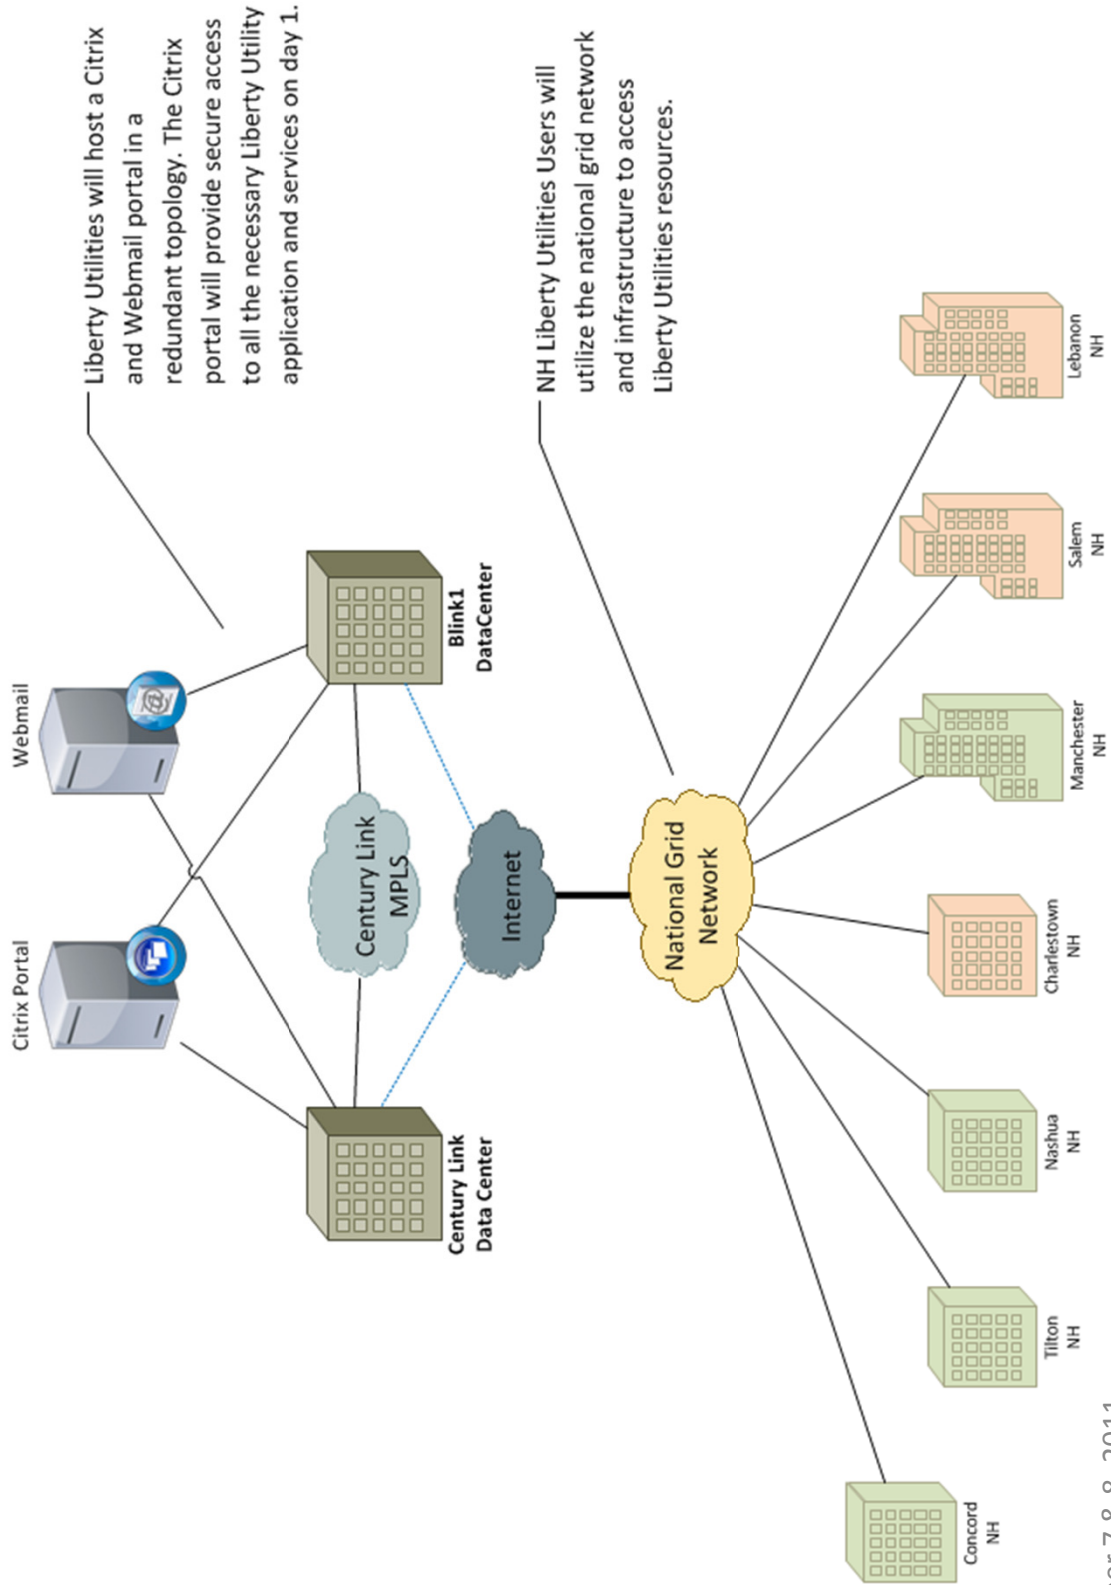 Liberty Utilities will host a Citrix
and Webmail portal in a
redundant topology. The Citrix
portal will provide secure access
to all the necessary Liberty Utility
application and services on day 1.
Citrix Portal
Webmail
Century Link
MPLS
Century Link
Data Center
Blink1
DataCenter
Internet
NH Liberty Utilities Users will
utilize the national grid network
and infrastructure to access
Liberty Utilities resources.
National Grid
Network
Concord
NH
Tilton
NH
Nashua
NH
Charlestown
NH
Manchester
NH
Salem
NH
Lebanon
NH